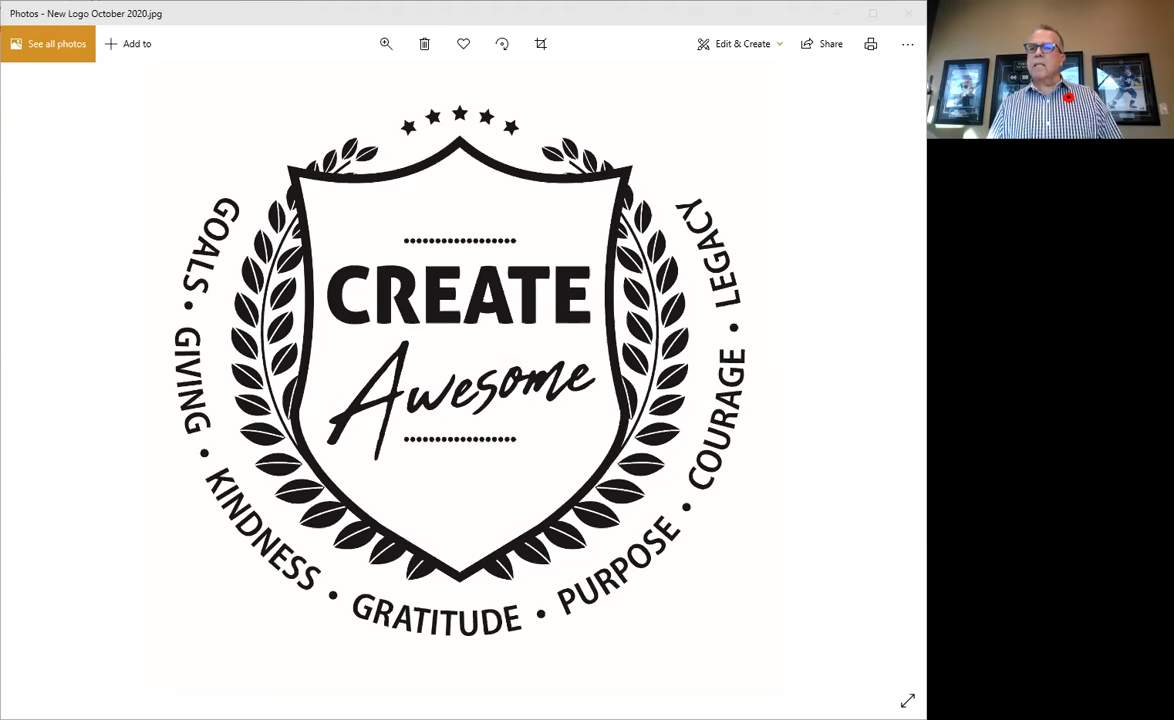 Photos - New Logo October 2020.jpg
See all photos
Add to
Edit & Create
Share
CREATE
Awesome
GOALS • GIVING • KINDNESS • GRATITUDE • PURPOSE • COURAGE • LEGACY